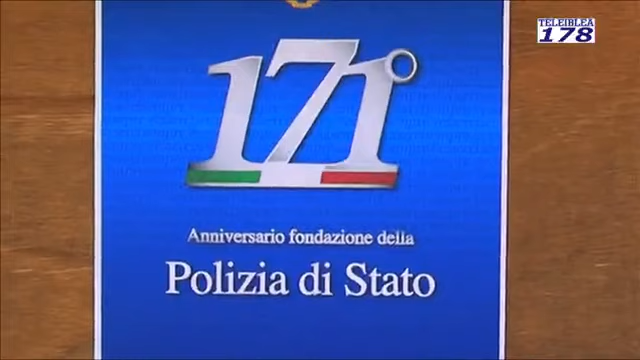 TELEIBLEA
178
171°
Anniversario fondazione della
Polizia di Stato